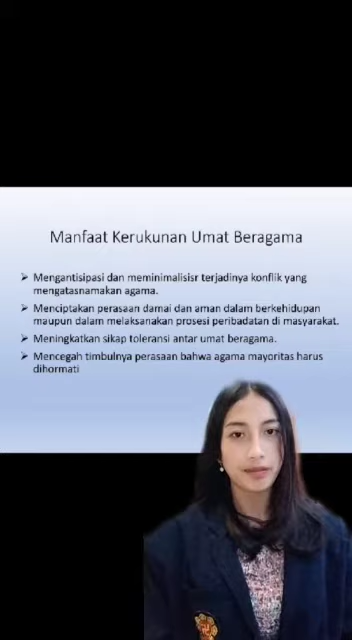 Manfaat Kerukunan Umat Beragama
➢ Mengantisipasi dan meminimalisisr terjadinya konflik yang
mengatasnamakan agama.
➢ Menciptakan perasaan damai dan aman dalam berkehidupan
maupun dalam melaksanakan prosesi peribadatan di masyarakat.
➢ Meningkatkan sikap toleransi antar umat beragama.
➢ Mencegah timbulnya perasaan bahwa agama mayoritas harus
dihormati